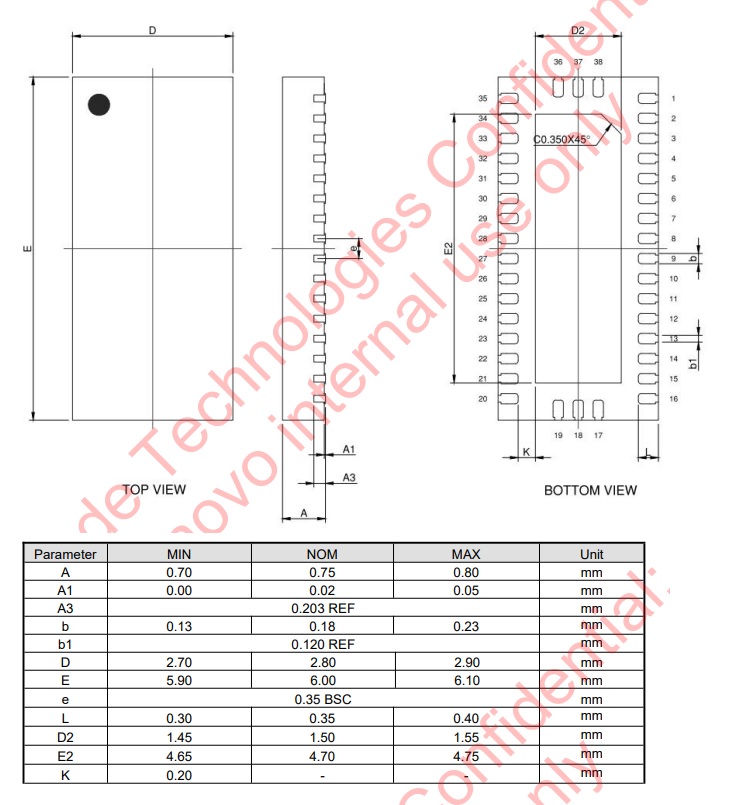 D
E
e
A1
A3
A
TOP VIEW
D2
36 37 38
35
34
33
32
31
30
29
28
27
26
25
24
23
22
21
20
1
2
3
4
5
6
7
8
9
10
11
12
13
14
15
16
19 18 17
C0.350X45°
E2
b
b1
K
L
BOTTOM VIEW
de Technologies Confidential
ovo internal use only
Parameter MIN NOM MAX Unit
A 0.70 0.75 0.80 mm
A1 0.00 0.02 0.05 mm
A3 0.203 REF mm
b 0.13 0.18 0.23 mm
b1 0.120 REF mm
D 2.70 2.80 2.90 mm
E 5.90 6.00 6.10 mm
e 0.35 BSC mm
L 0.30 0.35 0.40 mm
D2 1.45 1.50 1.55 mm
E2 4.65 4.70 4.75 mm
K 0.20 - - mm
Confidential:
only